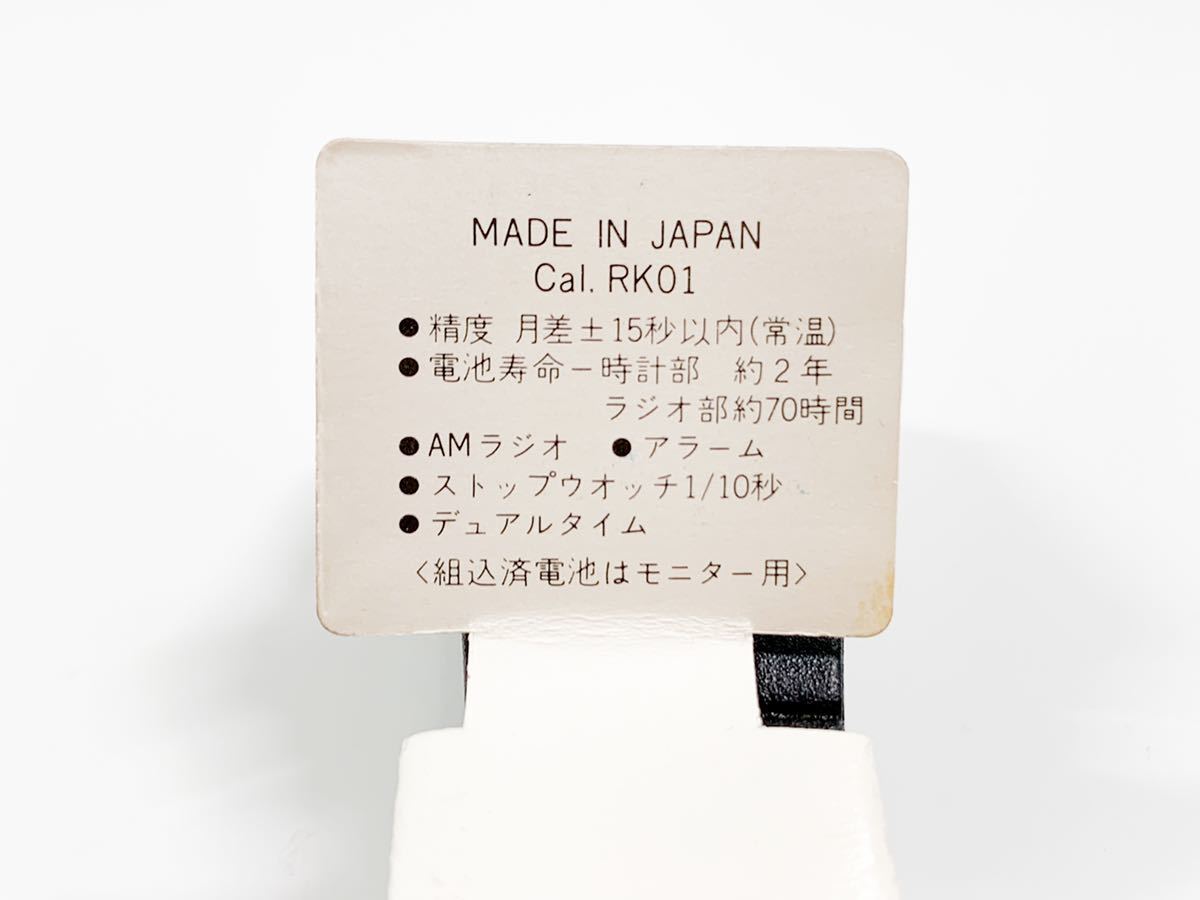 MADE IN JAPAN
Cal. RK01
●精度 月差±15秒以内(常温)
●電池寿命－時計部 約2年
ラジオ部約70時間
●AMラジオ ●アラーム
●ストップウオッチ1/10秒
●デュアルタイム
〈組込済電池はモニター用〉